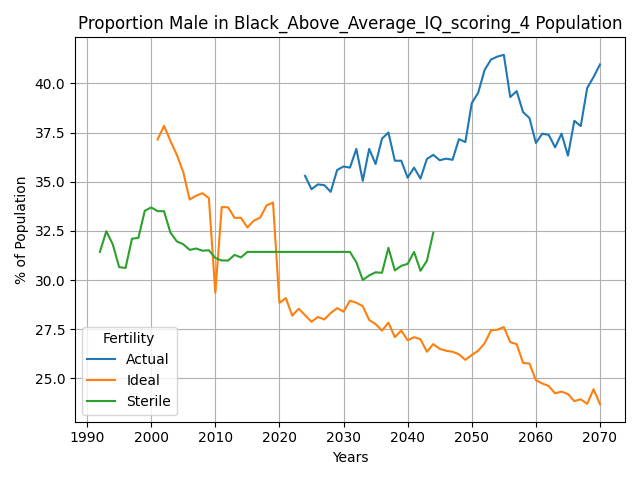 Proportion Male in Black_Above_Average_IQ_scoring_4 Population
% of Population
40.0
37.5
35.0
32.5
30.0
27.5
25.0
Fertility
Actual
Ideal
Sterile
1990 2000 2010 2020 2030 2040 2050 2060 2070
Years